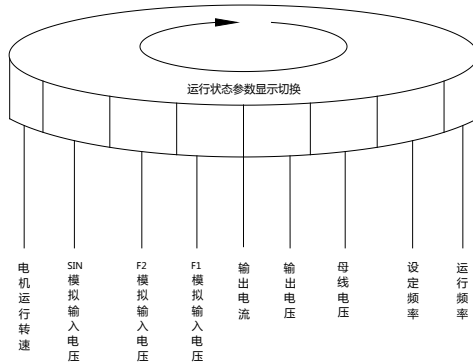 运行状态参数显示切换
电机运行转速
SIN模拟输入电压
F2模拟输入电压
F1模拟输入电压
输出电流
输出电压
母线电压
设定频率
运行频率